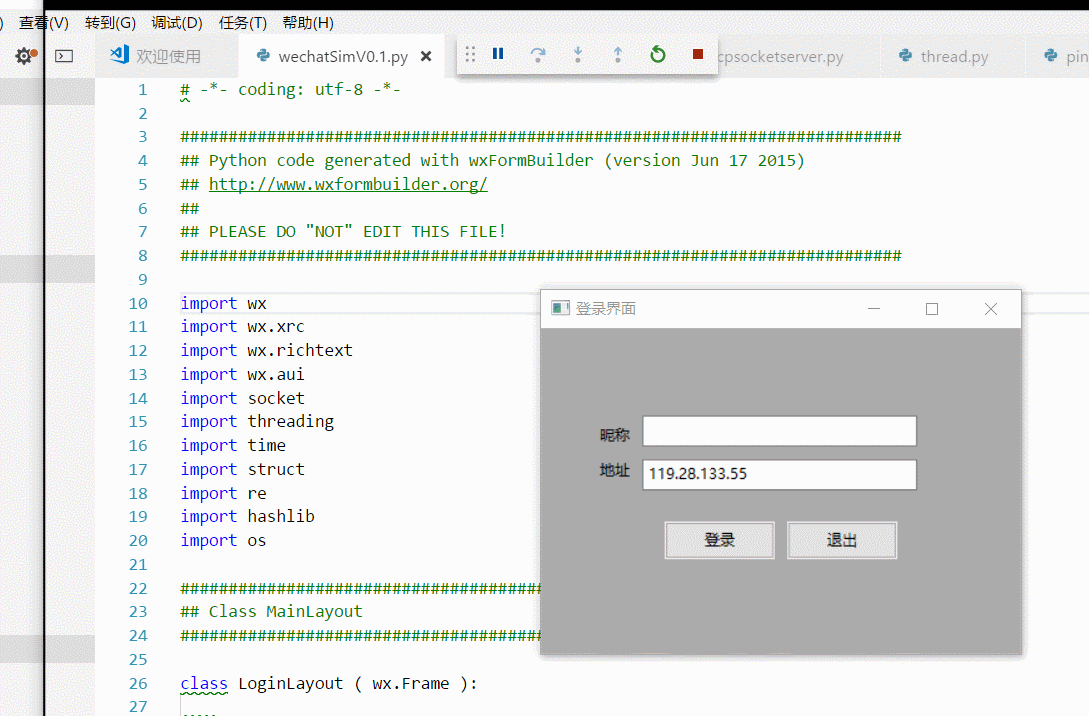 ) 查看(V) 转到(G) 调试(D) 任务(T) 帮助(H)
欢迎使用 wechatSimV0.1.py cpsocketserver.py thread.py pin
1 # -*- coding: utf-8 -*-
2
3 ###########################################################################
4 ## Python code generated with wxFormBuilder (version Jun 17 2015)
5 ## http://www.wxformbuilder.org/
6 ##
7 ## PLEASE DO "NOT" EDIT THIS FILE!
8 ###########################################################################
9
10 import wx
11 import wx.xrc
12 import wx.richtext
13 import wx.aui
14 import socket
15 import threading
16 import time
17 import struct
18 import re
19 import hashlib
20 import os
21
22 ######################################
23 ## Class MainLayout
24 ######################################
25
26 class LoginLayout ( wx.Frame ):
27
登录界面
昵称
地址 119.28.133.55
登录 退出